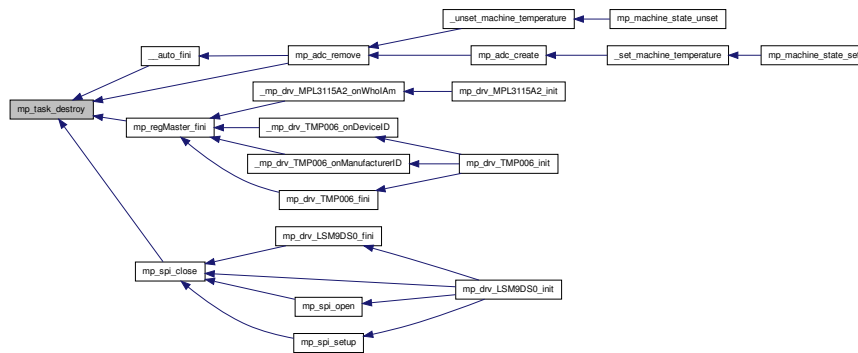 _unset_machine_temperature
mp_machine_state_unset
__auto_fini
mp_adc_remove
mp_adc_create
_set_machine_temperature
mp_machine_state_set
_mp_drv_MPL3115A2_onWhoIAm
mp_drv_MPL3115A2_init
mp_task_destroy
mp_regMaster_fini
_mp_drv_TMP006_onDeviceID
_mp_drv_TMP006_onManufacturerID
mp_drv_TMP006_init
mp_drv_TMP006_fini
mp_drv_LSM9DS0_fini
mp_spi_close
mp_drv_LSM9DS0_init
mp_spi_open
mp_spi_setup